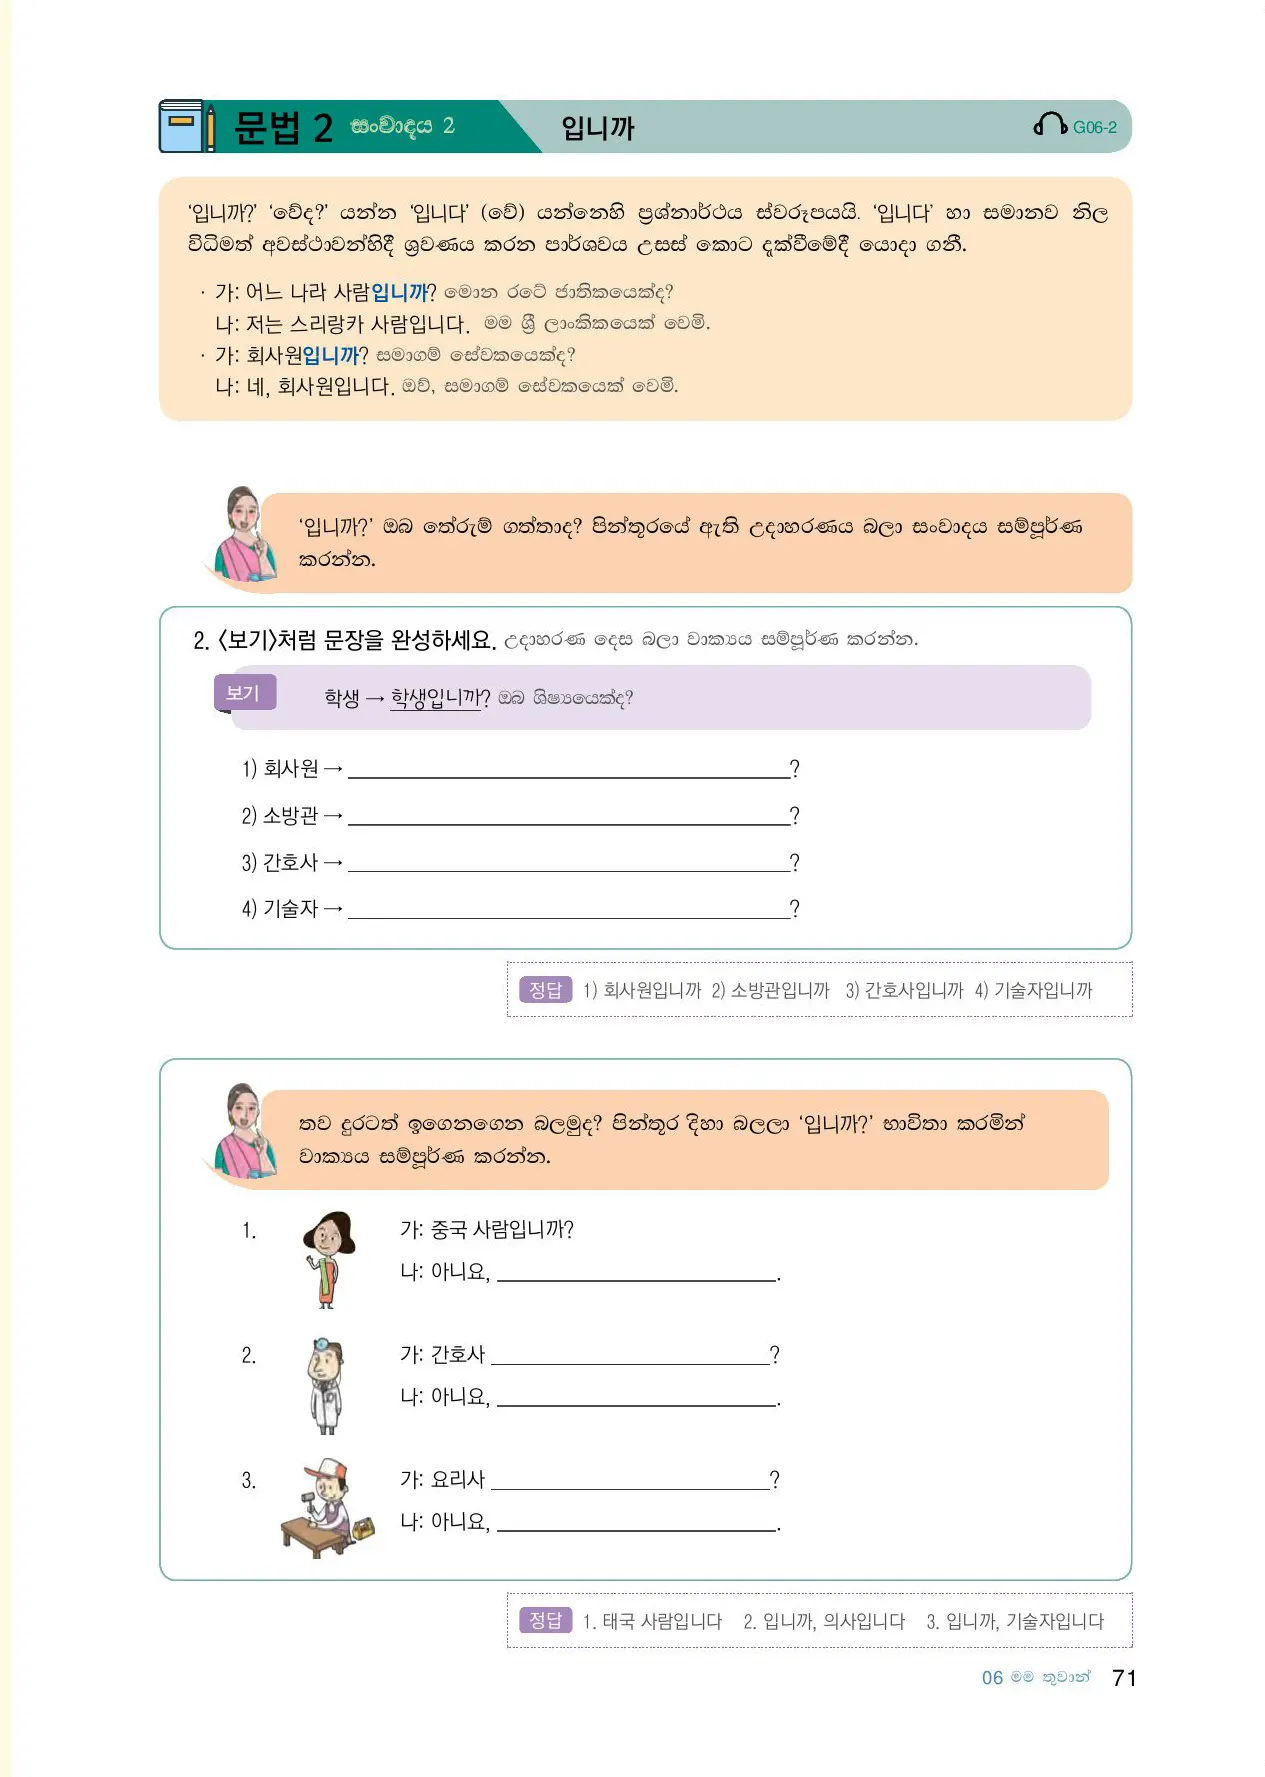 문법 2 සංවාදය 2 입니까 G06-2
‘입니까?’ ‘වේද?’ යන්න ‘입니다’ (වේ) යන්නෙහි ප්‍රශ්නාර්ථය ස්වරූපයයි. ‘입니다’ හා සමානව නිල
විධිමත් අවස්ථාවන්හිදී ශ්‍රවණය කරන පාර්ශවය උසස් කොට දැක්වීමේදී යොදා ගනී.
· 가: 어느 나라 사람입니까? මොන රටේ ජාතිකයෙක්ද?
나: 저는 스리랑카 사람입니다. මම ශ්‍රී ලාංකිකයෙක් වෙමි.
· 가: 회사원입니까? සමාගම් සේවකයෙක්ද?
나: 네, 회사원입니다. ඔව්, සමාගම් සේවකයෙක් වෙමි.
‘입니까?’ ඔබ තේරුම් ගත්තාද? පින්තූරයේ ඇති උදාහරණය බලා සංවාදය සම්පූර්ණ
කරන්න.
2. <보기>처럼 문장을 완성하세요. උදාහරණ දෙස බලා වාක්‍යය සම්පූර්ණ කරන්න.
보기 학생 → 학생입니까? ඔබ ශිෂ්‍යයෙක්ද?
1) 회사원 → ?
2) 소방관 → ?
3) 간호사 → ?
4) 기술자 → ?
정답 1) 회사원입니까 2) 소방관입니까 3) 간호사입니까 4) 기술자입니까
තව දුරටත් ඉගෙනගෙන බලමුද? පින්තූර දිහා බලලා ‘입니까?’ භාවිතා කරමින්
වාක්‍යය සම්පූර්ණ කරන්න.
1. 가: 중국 사람입니까?
나: 아니요, .
2. 가: 간호사 ?
나: 아니요, .
3. 가: 요리사 ?
나: 아니요, .
정답 1. 태국 사람입니다 2. 입니까, 의사입니다 3. 입니까, 기술자입니다
06 මම තුවාන් 71